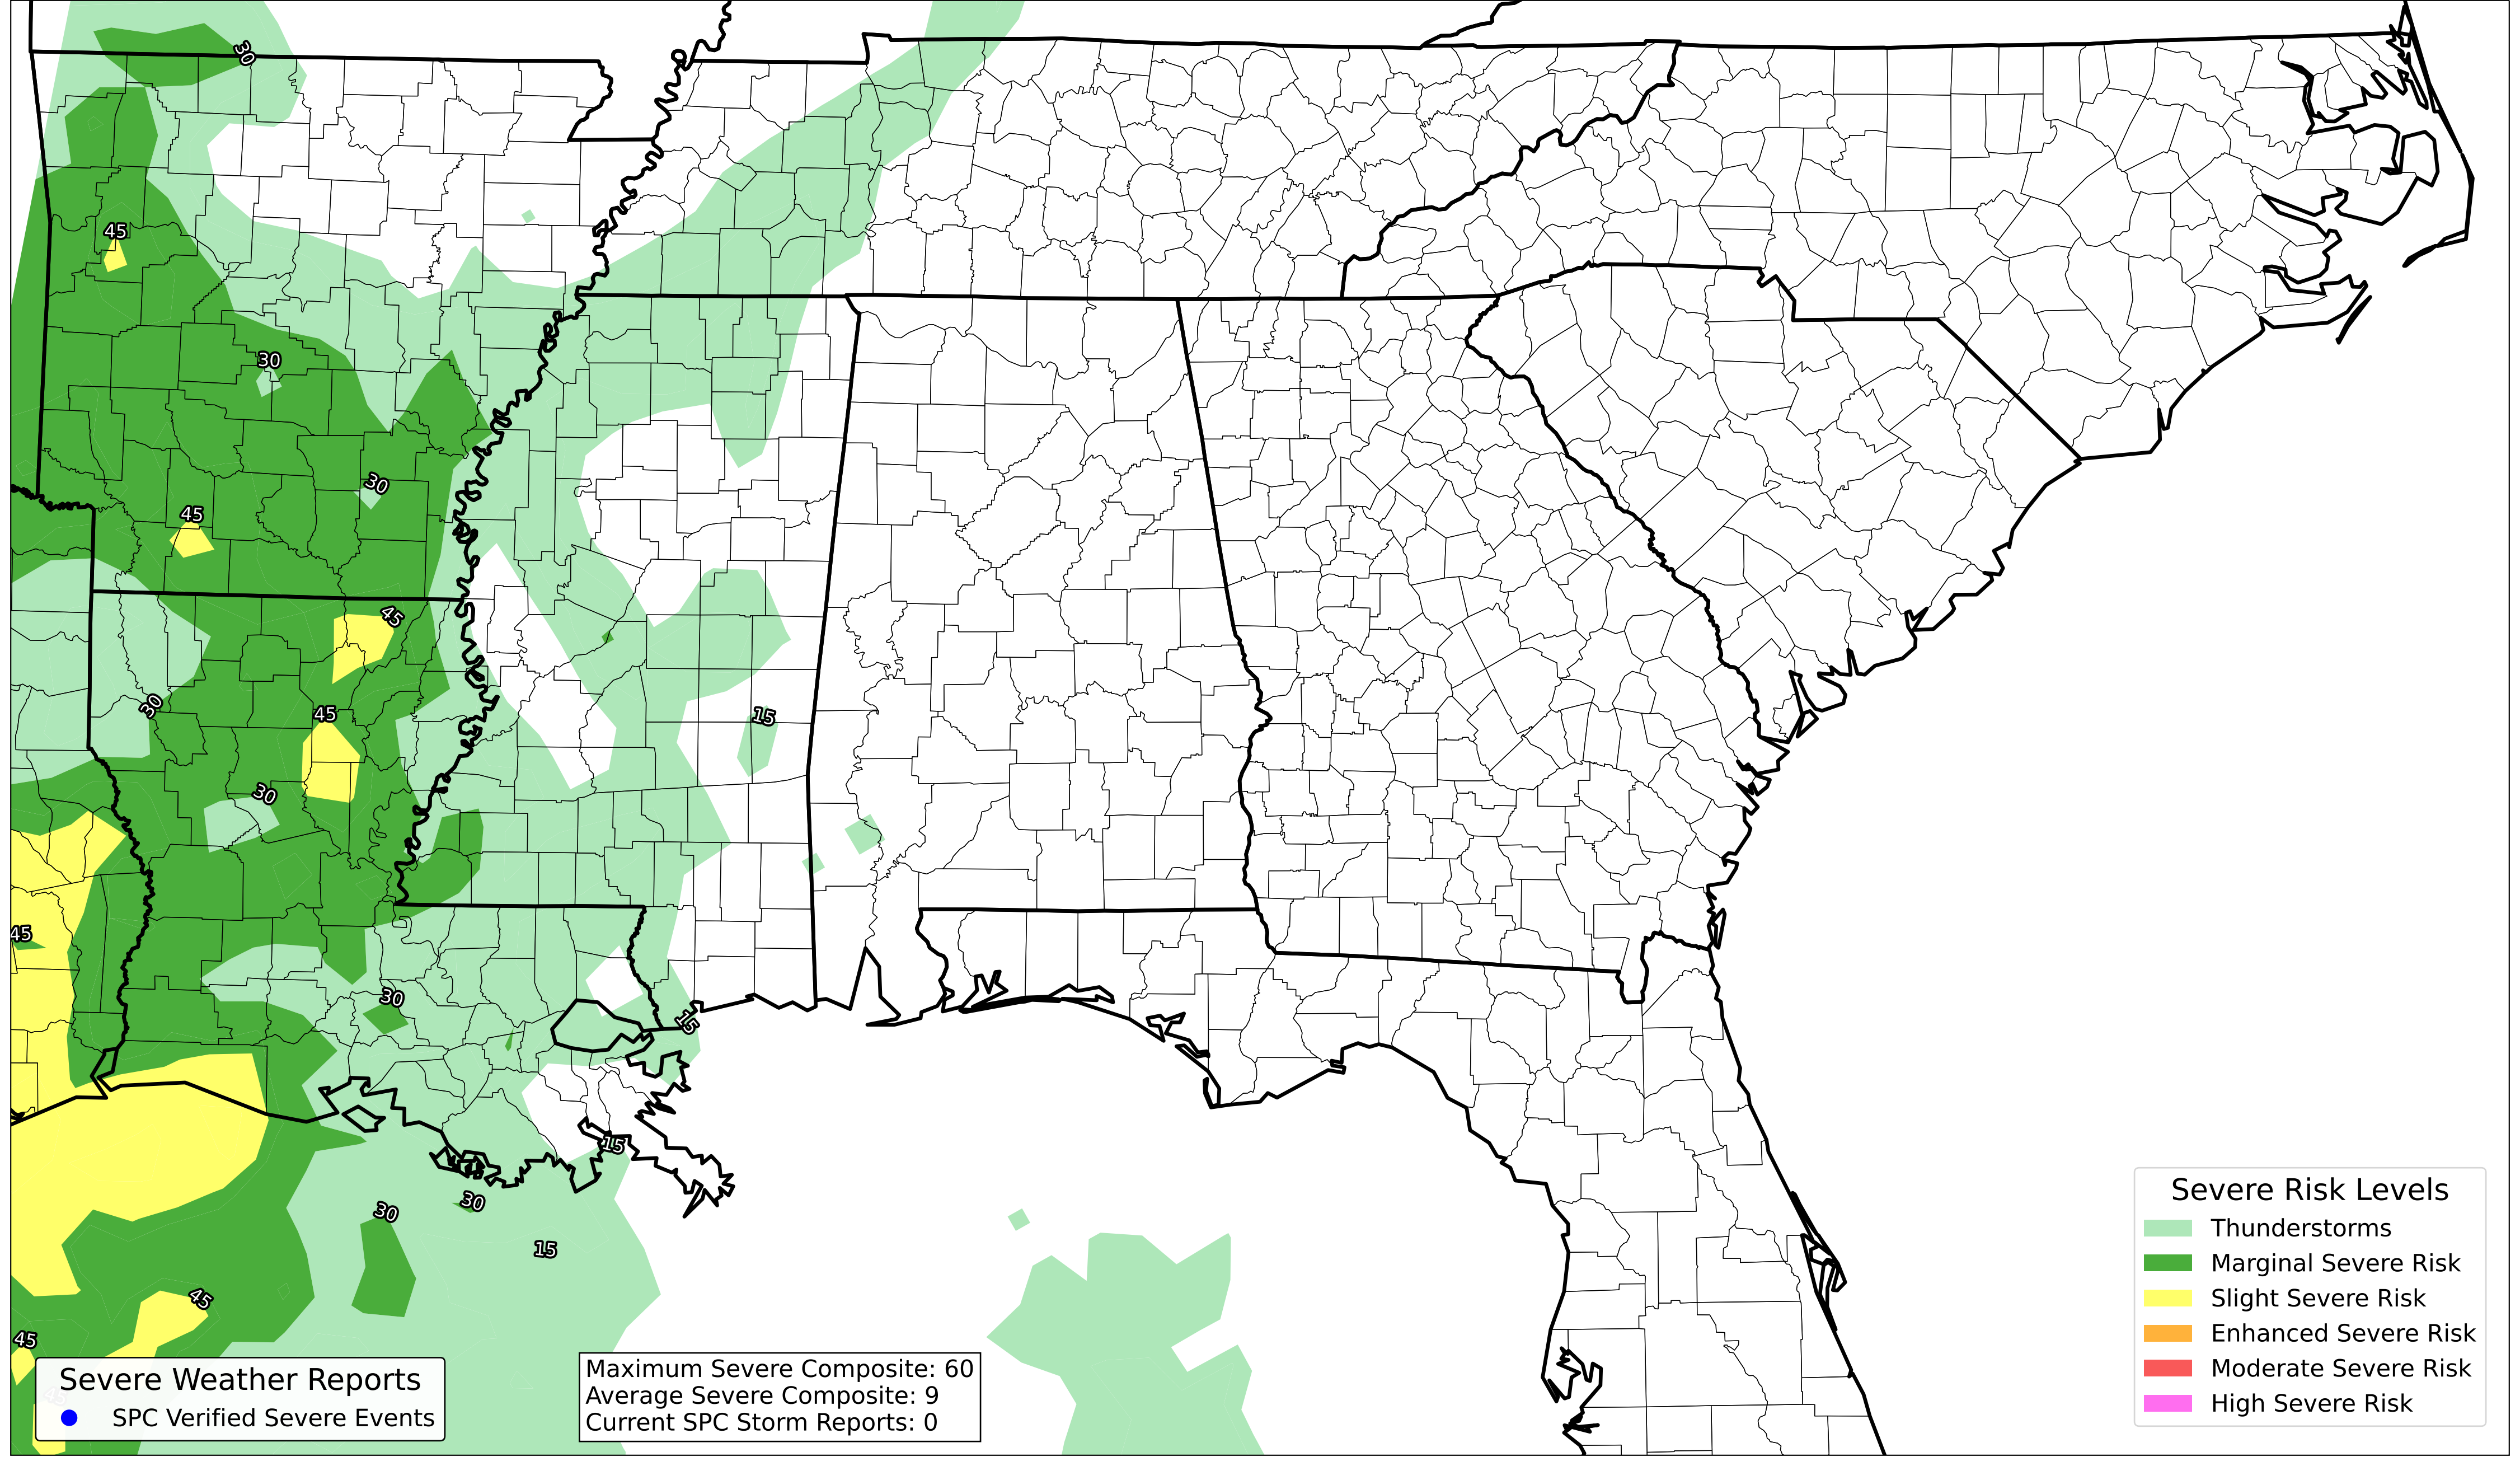 30
45
30
30
45
45
30
45
15
30
45
30
15
15
30
30
15
45
45
Severe Weather Reports
SPC Verified Severe Events
Maximum Severe Composite: 60
Average Severe Composite: 9
Current SPC Storm Reports: 0
Severe Risk Levels
Thunderstorms
Marginal Severe Risk
Slight Severe Risk
Enhanced Severe Risk
Moderate Severe Risk
High Severe Risk